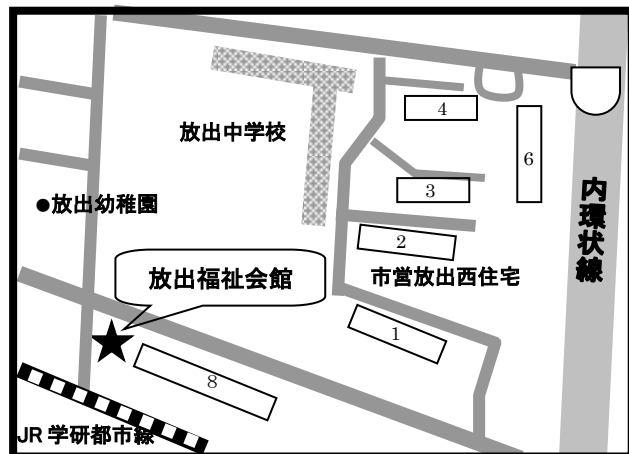 4
放出中学校
6
3
内環状線
●放出幼稚園
2
放出福祉会館
市営放出西住宅
1
8
JR 学研都市線